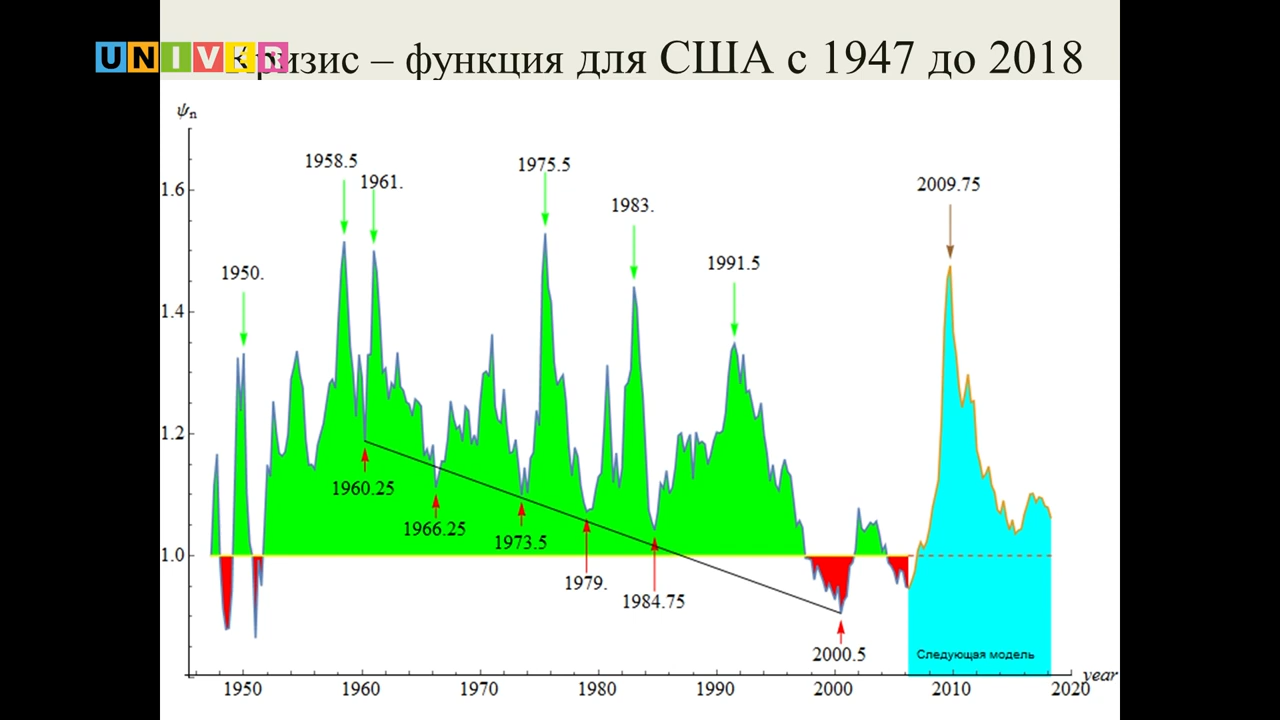 UNIVER
Кризис – функция для США с 1947 до 2018
ψn
1958.5
1975.5
1961.
2009.75
1.6
1983.
1991.5
1950.
1.4
1.2
1960.25
1966.25
1973.5
1.0
1979.
1984.75
2000.5
Следующая модель
year
1950 1960 1970 1980 1990 2000 2010 2020